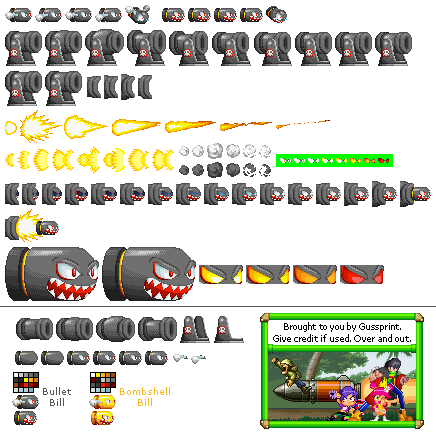 Brought to you by Gussprint.
Give credit if used. Over and out.
Bullet
Bill
Bombshell
Bill